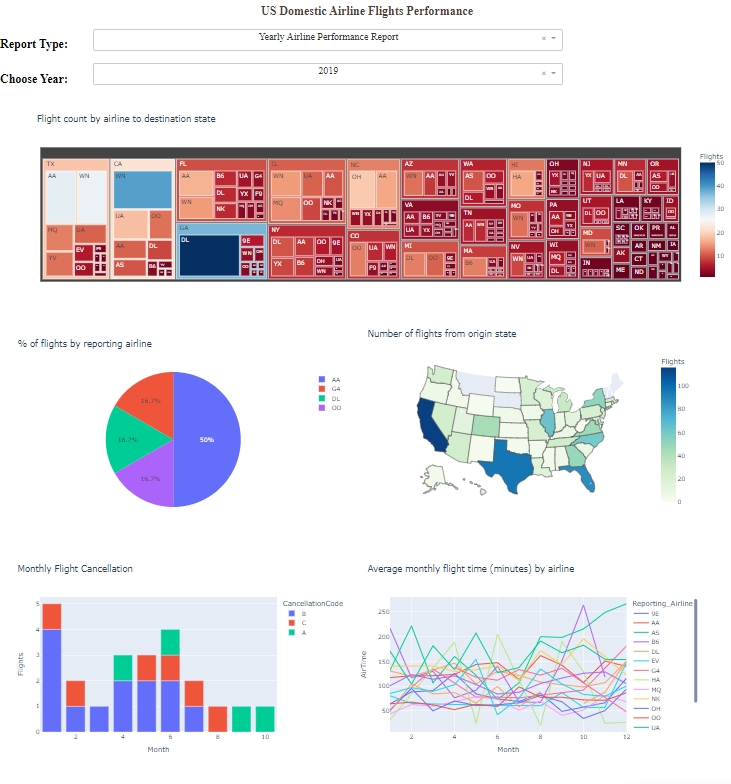 US Domestic Airline Flights Performance
Report Type:
Yearly Airline Performance Report
Choose Year:
2019
Flight count by airline to destination state
TX CA FL IL NC AZ WA HI OH NJ MN OR
AA WN WN AA B6 UA G4 WN UA AA OH AA WN AA AS OO HA YX UA DL AS OO
DL YX F9 NK
WN MQ OO NK WN YX
DL
MQ UA UA OO GA NY CO VA TN MO PA UT LA KY ID
DL 9E WN DL AA OO 9E OO UA WN AA B6 UA YX AA WN AA OH DL OO
SC OK PR AL
EV AA DL MI MA NV WI MD AK AR NM IA
YV OO AS B6 YX B6 OH WN F9 DL OO 9E B6 WN UA MQ DL WN
IN ME ND CT
Flights
50
40
30
20
10
% of flights by reporting airline
16.7%
16.7%
50%
16.7%
AA
G4
DL
OO
Number of flights from origin state
Flights
100
80
60
40
20
0
Monthly Flight Cancellation
Flights
5
4
3
2
1
0
2 4 6 8 10
Month
CancellationCode
B
C
A
Average monthly flight time (minutes) by airline
AirTime
250
200
150
100
50
2 4 6 8 10 12
Month
Reporting_Airline
9E
AA
AS
B6
DL
EV
G4
HA
MQ
NK
OH
OO
UA